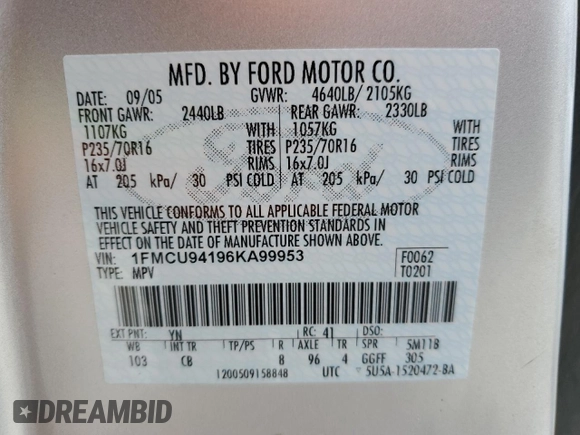 MFD. BY FORD MOTOR CO.
DATE: 09/05 GVWR: 4640LB/ 2105KG
FRONT GAWR: 2440LB REAR GAWR: 2330LB
1107KG WITH 1057KG WITH
P235/70R16 TIRES P235/70R16 TIRES
16x7.0J RIMS 16x7.0J RIMS
AT 205 kPa/ 30 PSI COLD AT 205 kPa/ 30 PSI COLD
THIS VEHICLE CONFORMS TO ALL APPLICABLE FEDERAL MOTOR
VEHICLE SAFETY AND THEFT PREVENTION STANDARDS IN
EFFECT ON THE DATE OF MANUFACTURE SHOWN ABOVE.
VIN: 1FMCU94196KA99953 F0062
TYPE: MPV T0201
EXT PNT: YN RC: 41 DSO:
WB INT TR TP/PS R AXLE TR SPR 5M11B
103 CB 8 96 4 GGFF 305
1200509158848 UTC 5U5A-1520472-BA
DREAMBID